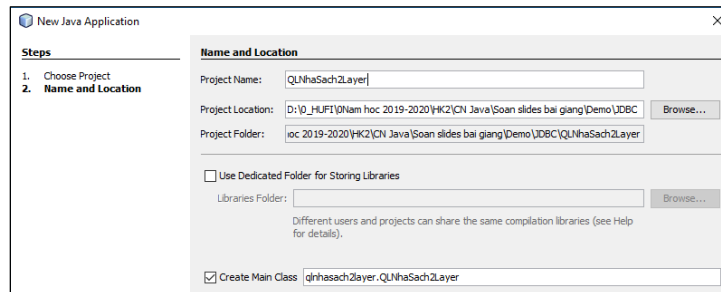 New Java Application
Steps
1. Choose Project
2. Name and Location
Name and Location
Project Name: QLNhaSach2Layer
Project Location: D:\0_HUFI\0Nam hoc 2019-2020\HK2\CN Java\Soan slides bai giang\Demo\JDBC Browse...
Project Folder: ıoc 2019-2020\HK2\CN Java\Soan slides bai giang\Demo\JDBC\QLNhaSach2Layer
Use Dedicated Folder for Storing Libraries
Libraries Folder: Browse...
Different users and projects can share the same compilation libraries (see Help
for details).
Create Main Class qlnhasach2layer.QLNhaSach2Layer